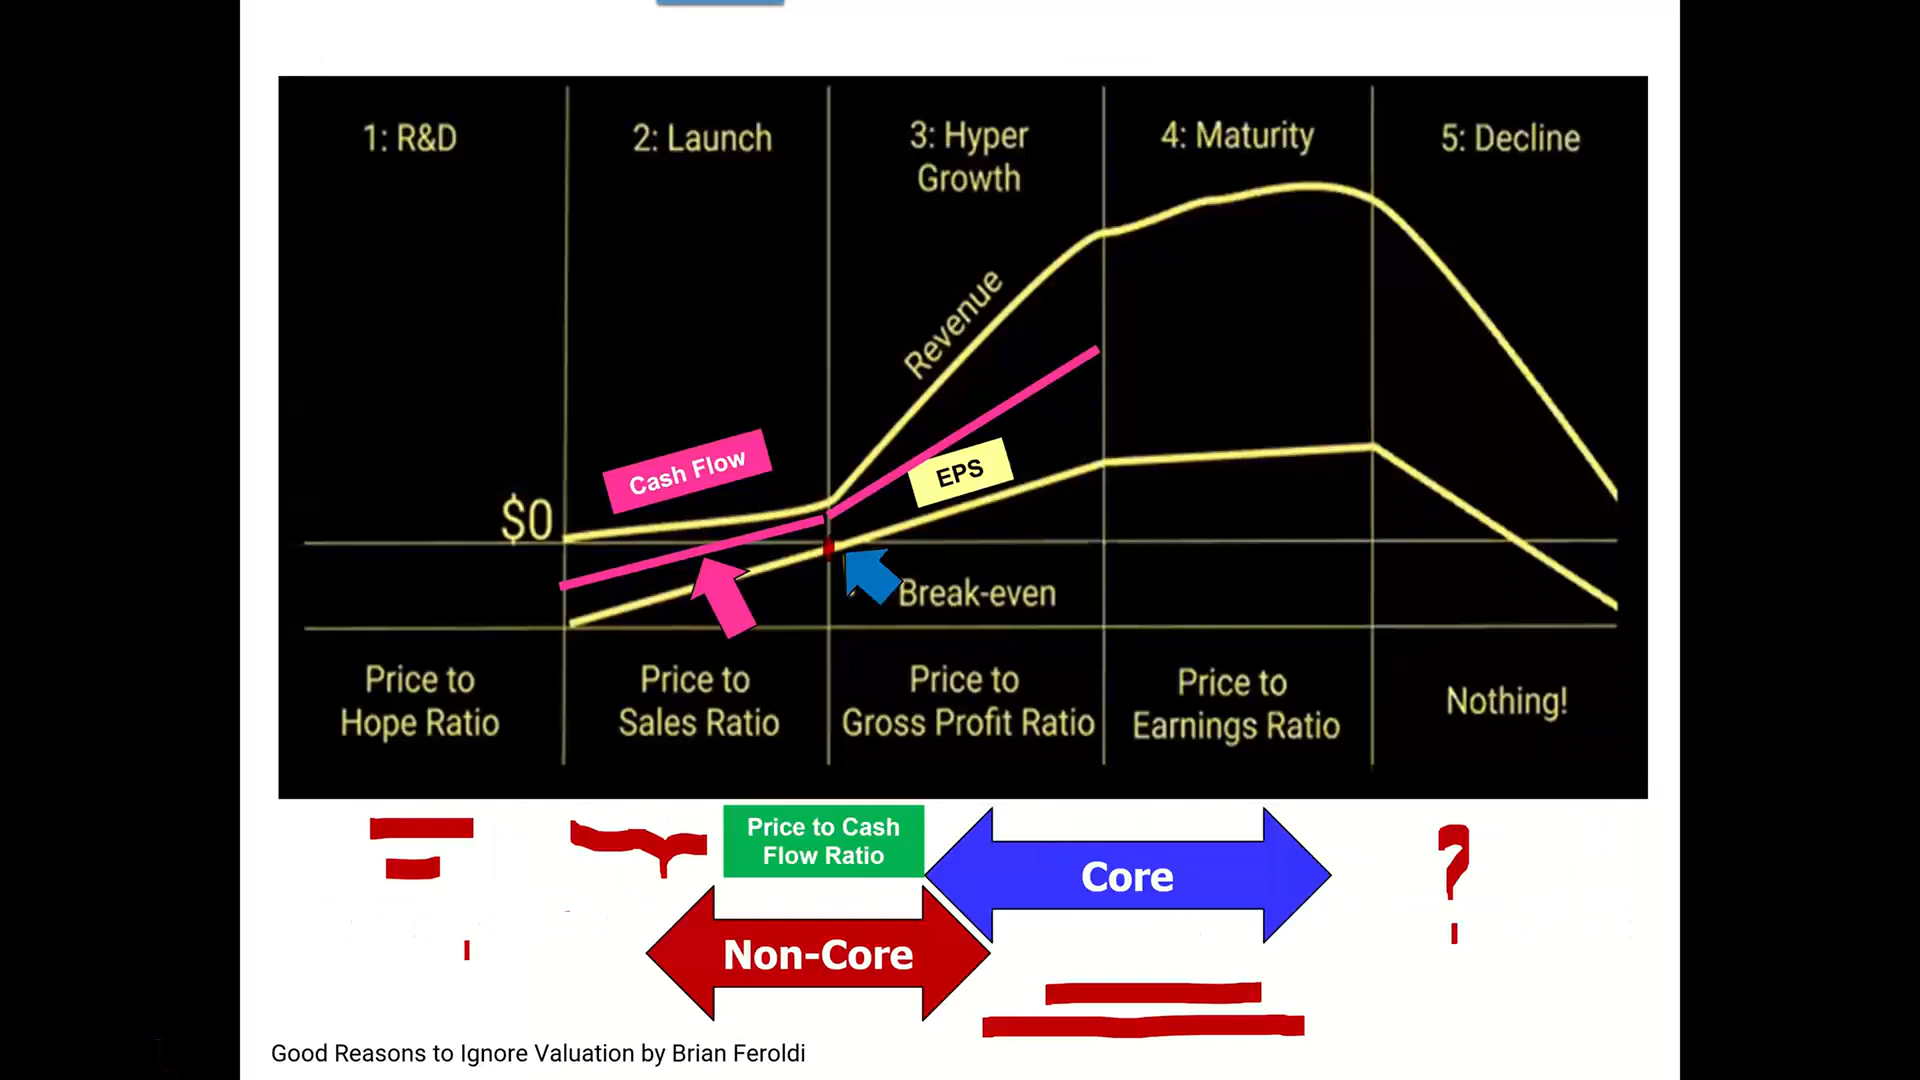 1: R&D
2: Launch
3: Hyper
Growth
4: Maturity
5: Decline
Revenue
Cash Flow
EPS
$0
Break-even
Price to
Hope Ratio
Price to
Sales Ratio
Price to
Gross Profit Ratio
Price to
Earnings Ratio
Nothing!
Price to Cash
Flow Ratio
Core
?
Non-Core
Good Reasons to Ignore Valuation by Brian Feroldi